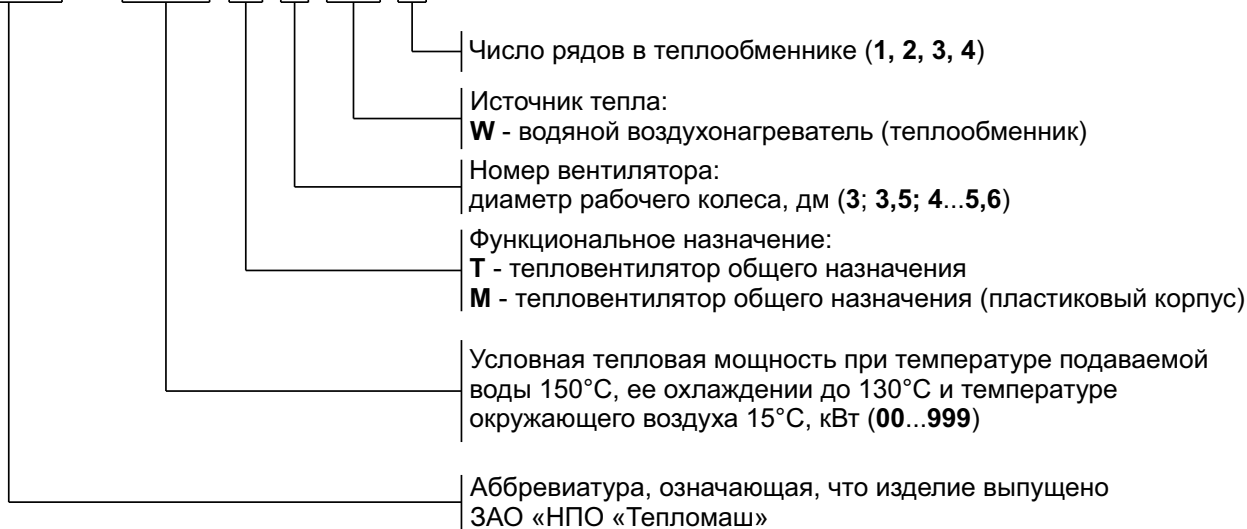 Число рядов в теплообменнике (1, 2, 3, 4)
Источник тепла:
W - водяной воздухонагреватель (теплообменник)
Номер вентилятора:
диаметр рабочего колеса, дм (3; 3,5; 4...5,6)
Функциональное назначение:
Т - тепловентилятор общего назначения
М - тепловентилятор общего назначения (пластиковый корпус)
Условная тепловая мощность при температуре подаваемой
воды 150°С, ее охлаждении до 130°С и температуре
окружающего воздуха 15°С, кВт (00...999)
Аббревиатура, означающая, что изделие выпущено
ЗАО «НПО «Тепломаш»